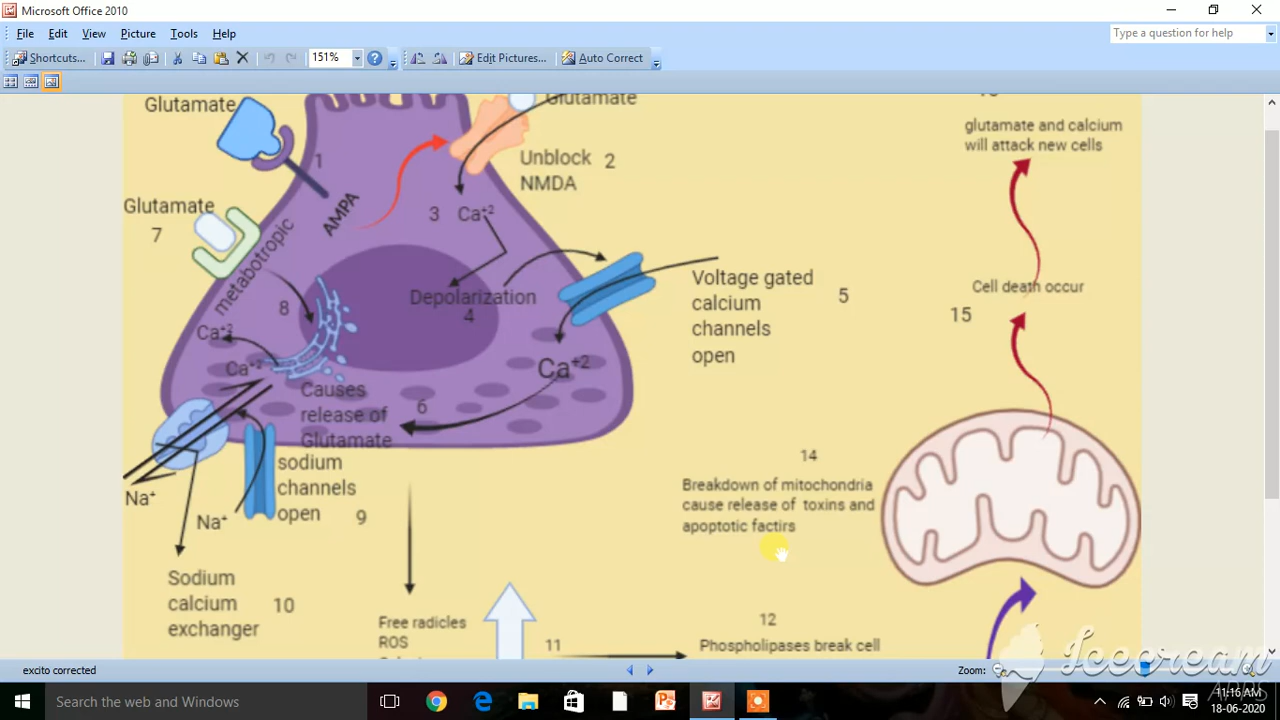 Microsoft Office 2010
File Edit View Picture Tools Help
Type a question for help
Shortcuts...
151%
Edit Pictures...
Auto Correct
Glutamate
1
AMPA
Glutamate
Unblock 2
NMDA
3 Ca+2
Glutamate
7
metabotropic
8
Depolarization
4
Voltage gated
calcium
channels
open
5
Ca+2
Ca+2
Ca+2
Causes
release of
Glutamate
6
sodium
channels
open 9
Na+
Na+
Sodium
calcium
exchanger
10
Free radicles
ROS
11
12
Phospholipases break cell
14
Breakdown of mitochondria
cause release of toxins and
apoptotic factirs
15
Cell death occur
glutamate and calcium
will attack new cells
excito corrected
Zoom:
Icecream
APPS
Search the web and Windows
11:16 AM
18-06-2020